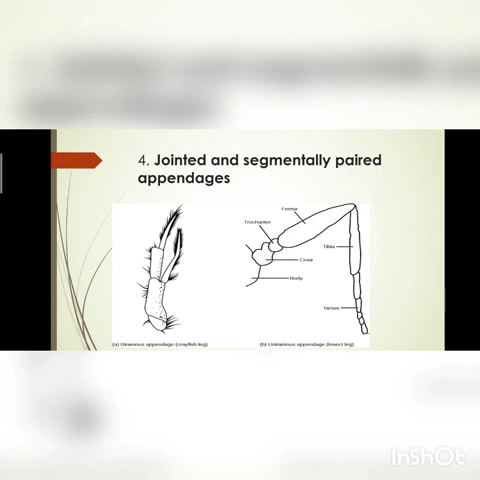 4. Jointed and segmentally paired
appendages
Femur
Trochanter
Tibia
Coxa
Body
Tarsus
(a) Biramous appendage (crayfish leg)
(b) Uniramous appendage (insect leg)
InShOt